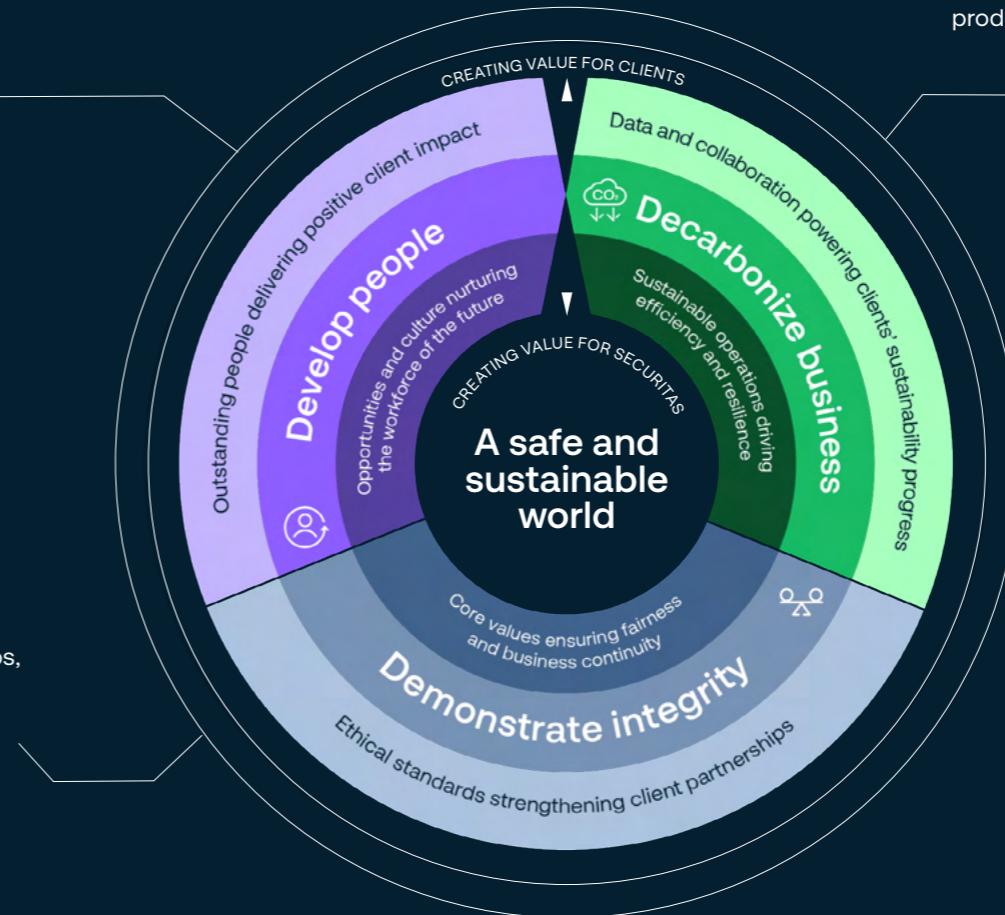 prod
CREATING VALUE FOR CLIENTS
Outstanding people delivering positive client impact
Develop people
Opportunities and culture nurturing
the workforce of the future
Data and collaboration powering clients’ sustainability progress
CO₂
Decarbonize business
Sustainable operations driving
efficiency and resilience
CREATING VALUE FOR SECURITAS
A safe and
sustainable
world
Core values ensuring fairness
and business continuity
Demonstrate integrity
Ethical standards strengthening client partnerships
s,